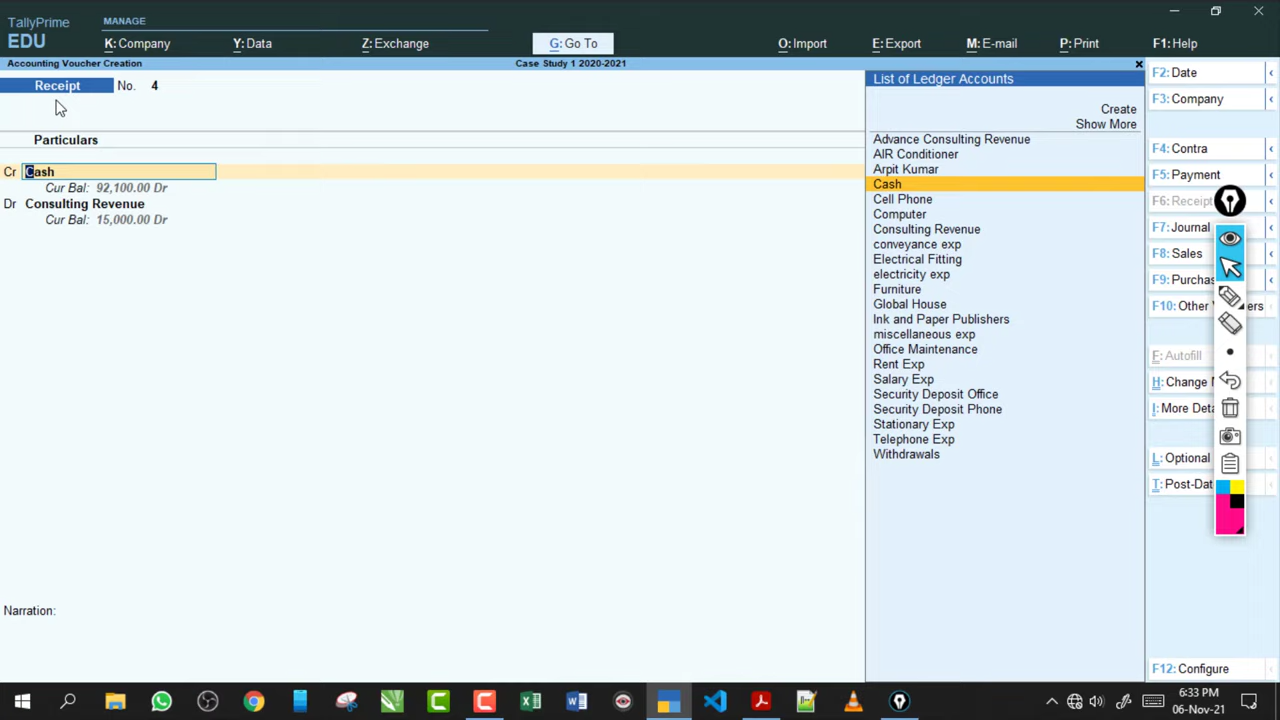 TallyPrime
EDU
MANAGE
K: Company
Y: Data
Z: Exchange
G: Go To
O: Import
E: Export
M: E-mail
P: Print
F1: Help
Accounting Voucher Creation
Case Study 1 2020-2021
Receipt No. 4
Particulars
Cr Cash
Cur Bal: 92,100.00 Dr
Dr Consulting Revenue
Cur Bal: 15,000.00 Dr
Narration:
List of Ledger Accounts
Create
Show More
Advance Consulting Revenue
AIR Conditioner
Arpit Kumar
Cash
Cell Phone
Computer
Consulting Revenue
conveyance exp
Electrical Fitting
electricity exp
Furniture
Global House
Ink and Paper Publishers
miscellaneous exp
Office Maintenance
Rent Exp
Salary Exp
Security Deposit Office
Security Deposit Phone
Stationary Exp
Telephone Exp
Withdrawals
F2: Date
F3: Company
F4: Contra
F5: Payment
F6: Receipt
F7: Journal
F8: Sales
F9: Purchas
F10: Other ers
F: Autofill
H: Change
I: More Deta
L: Optional
T: Post-Dat
F12: Configure
6:33 PM
06-Nov-21